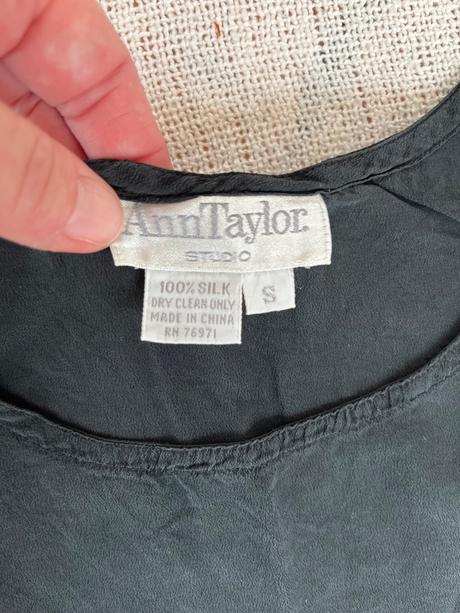 AnnTaylor.
STUDIO
100% SILK
DRY CLEAN ONLY
MADE IN CHINA
RN 76971
S